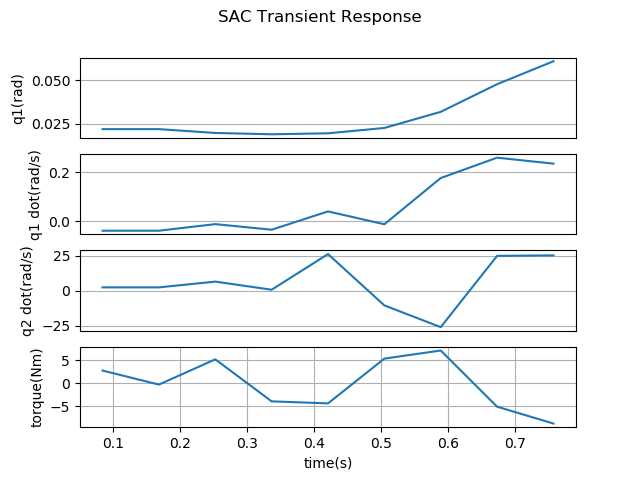 SAC Transient Response
q1(rad)
0.050
0.025
q1 dot(rad/s)
0.2
0.0
q2 dot(rad/s)
25
0
−25
torque(Nm)
5
0
−5
0.1 0.2 0.3 0.4 0.5 0.6 0.7
time(s)